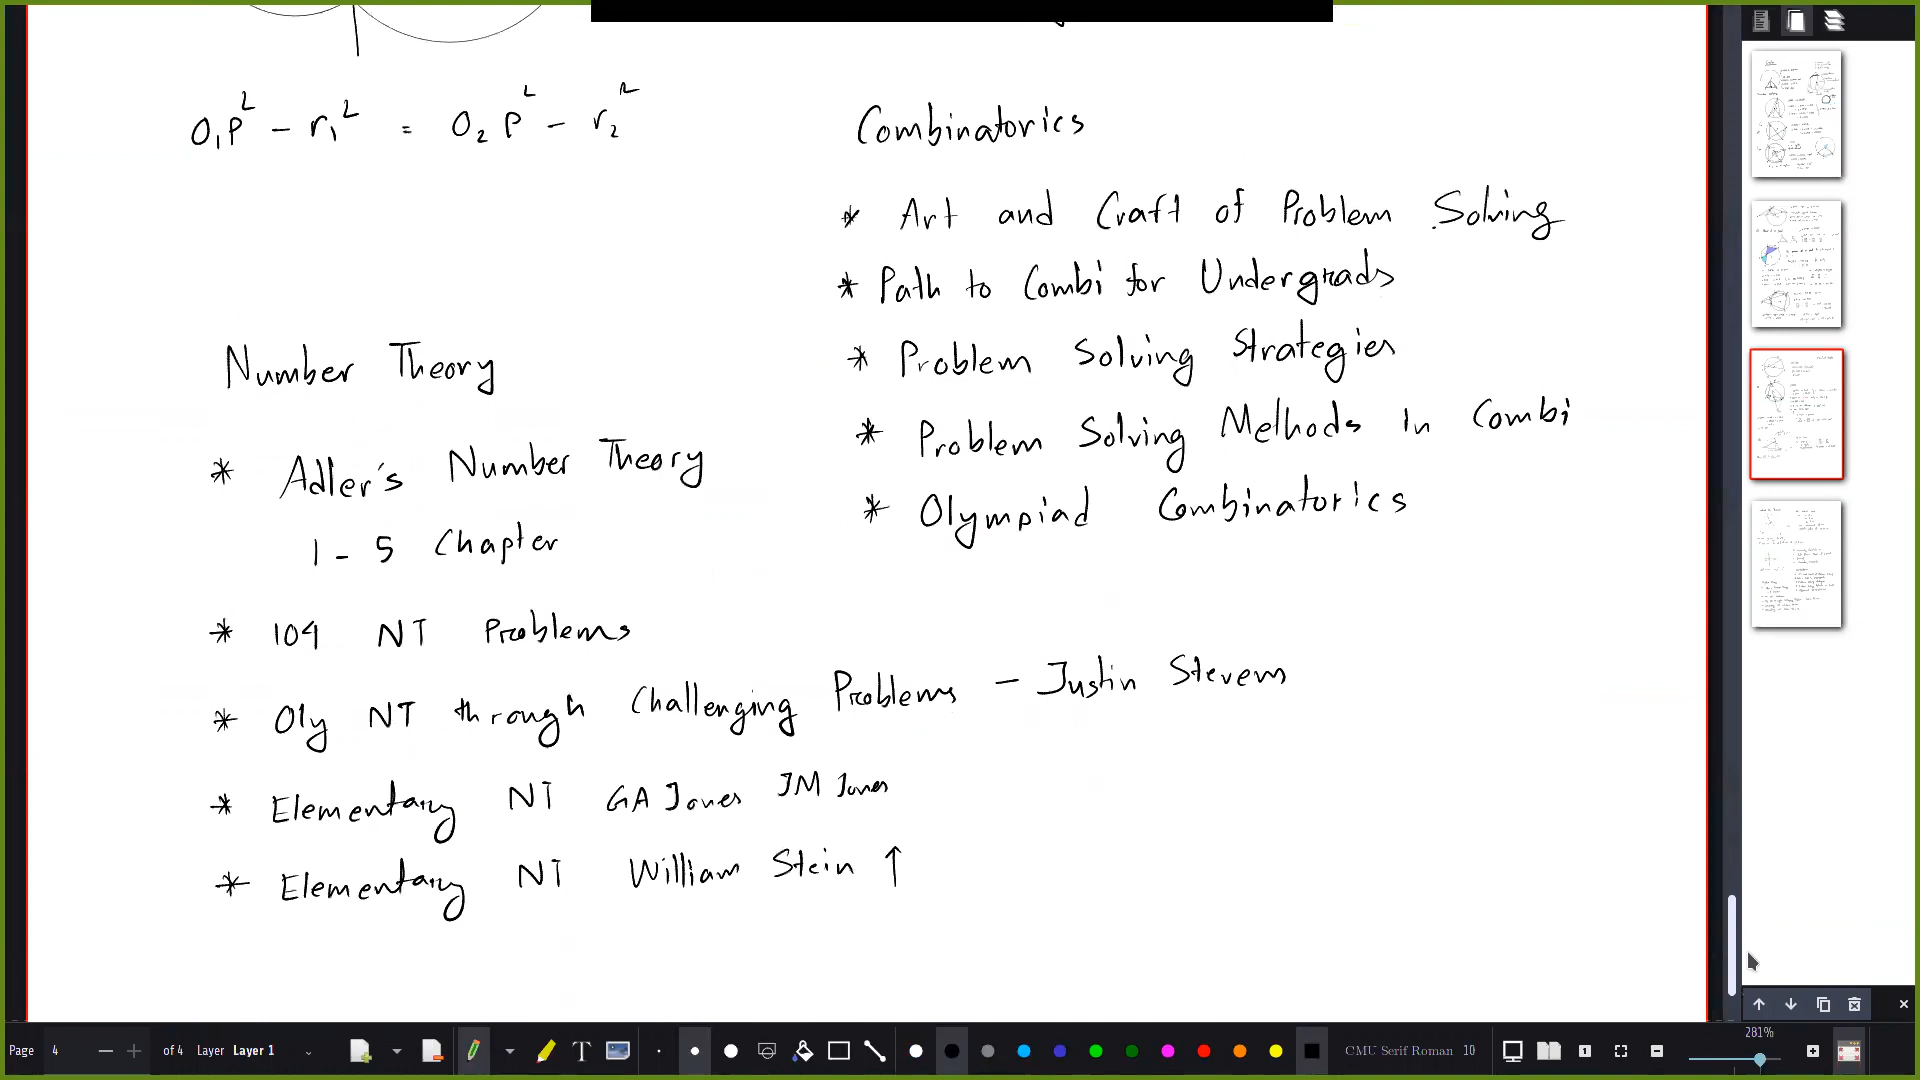 O₁P² - r₁² = O₂P² - r₂²
Combinatorics
* Art and Craft of Problem Solving
* Path to Combi for Undergrads
* Problem Solving Strategies
* Problem Solving Methods In Combi
* Olympiad Combinatorics
Number Theory
* Adler's Number Theory
1 - 5 Chapter
* 104 NT Problems
* Oly NT through Challenging Problems - Justin Stevens
* Elementary NT GA Jones JM Jones
* Elementary NT William Stein ↑
281%
Page 4 of 4 Layer Layer 1 CMU Serif Roman 10